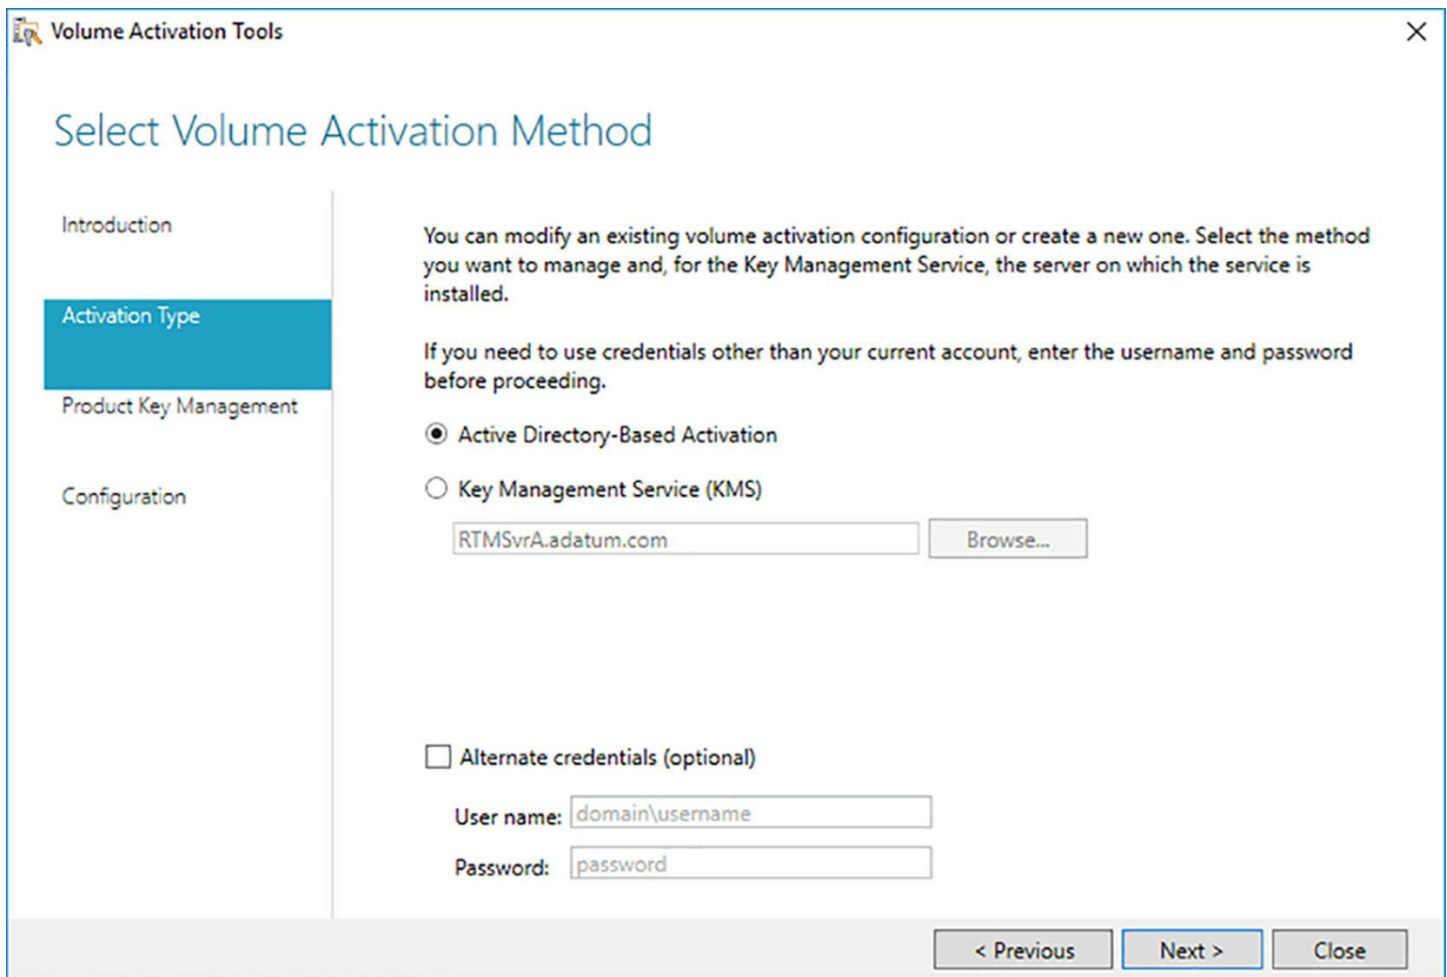 Volume Activation Tools
Select Volume Activation Method
Introduction
Activation Type
Product Key Management
Configuration
You can modify an existing volume activation configuration or create a new one. Select the method
you want to manage and, for the Key Management Service, the server on which the service is
installed.
If you need to use credentials other than your current account, enter the username and password
before proceeding.
Active Directory-Based Activation
Key Management Service (KMS)
RTMSvrA.adatum.com Browse...
Alternate credentials (optional)
User name: domain\username
Password: password
< Previous Next > Close